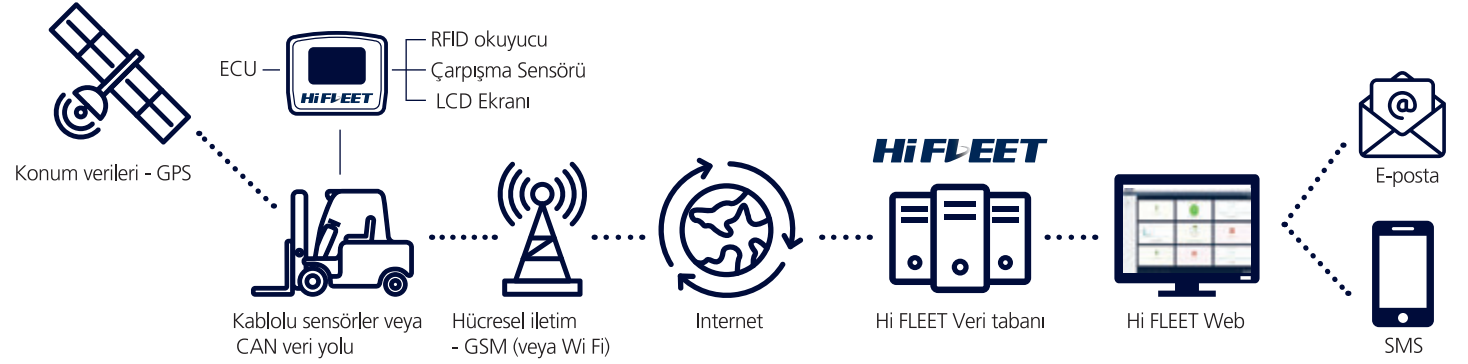 RFID okuyucu
ECU
Çarpışma Sensörü
HiFLEET
LCD Ekranı
HiFLEET
Konum verileri - GPS
E-posta
Kablolu sensörler veya
CAN veri yolu
Hücresel iletim
- GSM (veya Wi Fi)
Internet
Hi FLEET Veri tabanı
Hi FLEET Web
SMS